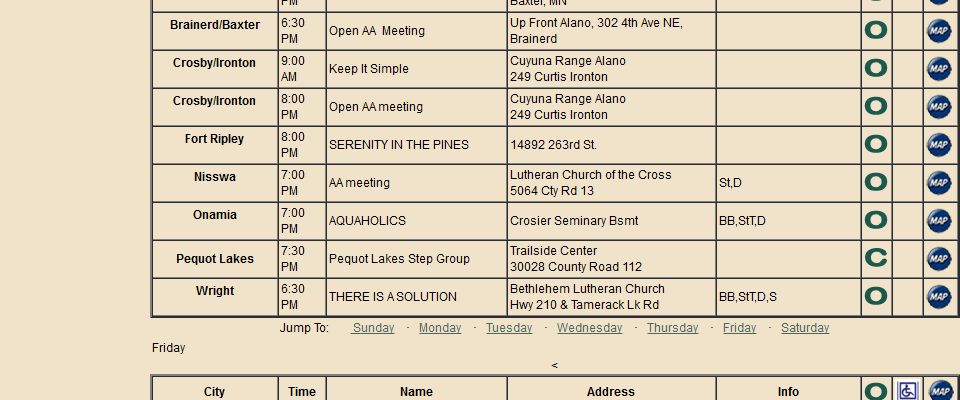 PM Baxter, MN
Brainerd/Baxter 6:30 PM Open AA Meeting Up Front Alano, 302 4th Ave NE, Brainerd O MAP
Crosby/Ironton 9:00 AM Keep It Simple Cuyuna Range Alano 249 Curtis Ironton O MAP
Crosby/Ironton 8:00 PM Open AA meeting Cuyuna Range Alano 249 Curtis Ironton O MAP
Fort Ripley 8:00 PM SERENITY IN THE PINES 14892 263rd St. O MAP
Nisswa 7:00 PM AA meeting Lutheran Church of the Cross 5064 Cty Rd 13 St,D O MAP
Onamia 7:00 PM AQUAHOLICS Crosier Seminary Bsmt BB,StT,D O MAP
Pequot Lakes 7:30 PM Pequot Lakes Step Group Trailside Center 30028 County Road 112 C MAP
Wright 6:30 PM THERE IS A SOLUTION Bethlehem Lutheran Church Hwy 210 & Tamerack Lk Rd BB,StT,D,S O MAP
Jump To: Sunday · Monday · Tuesday · Wednesday · Thursday · Friday · Saturday
Friday
<
City Time Name Address Info O MAP